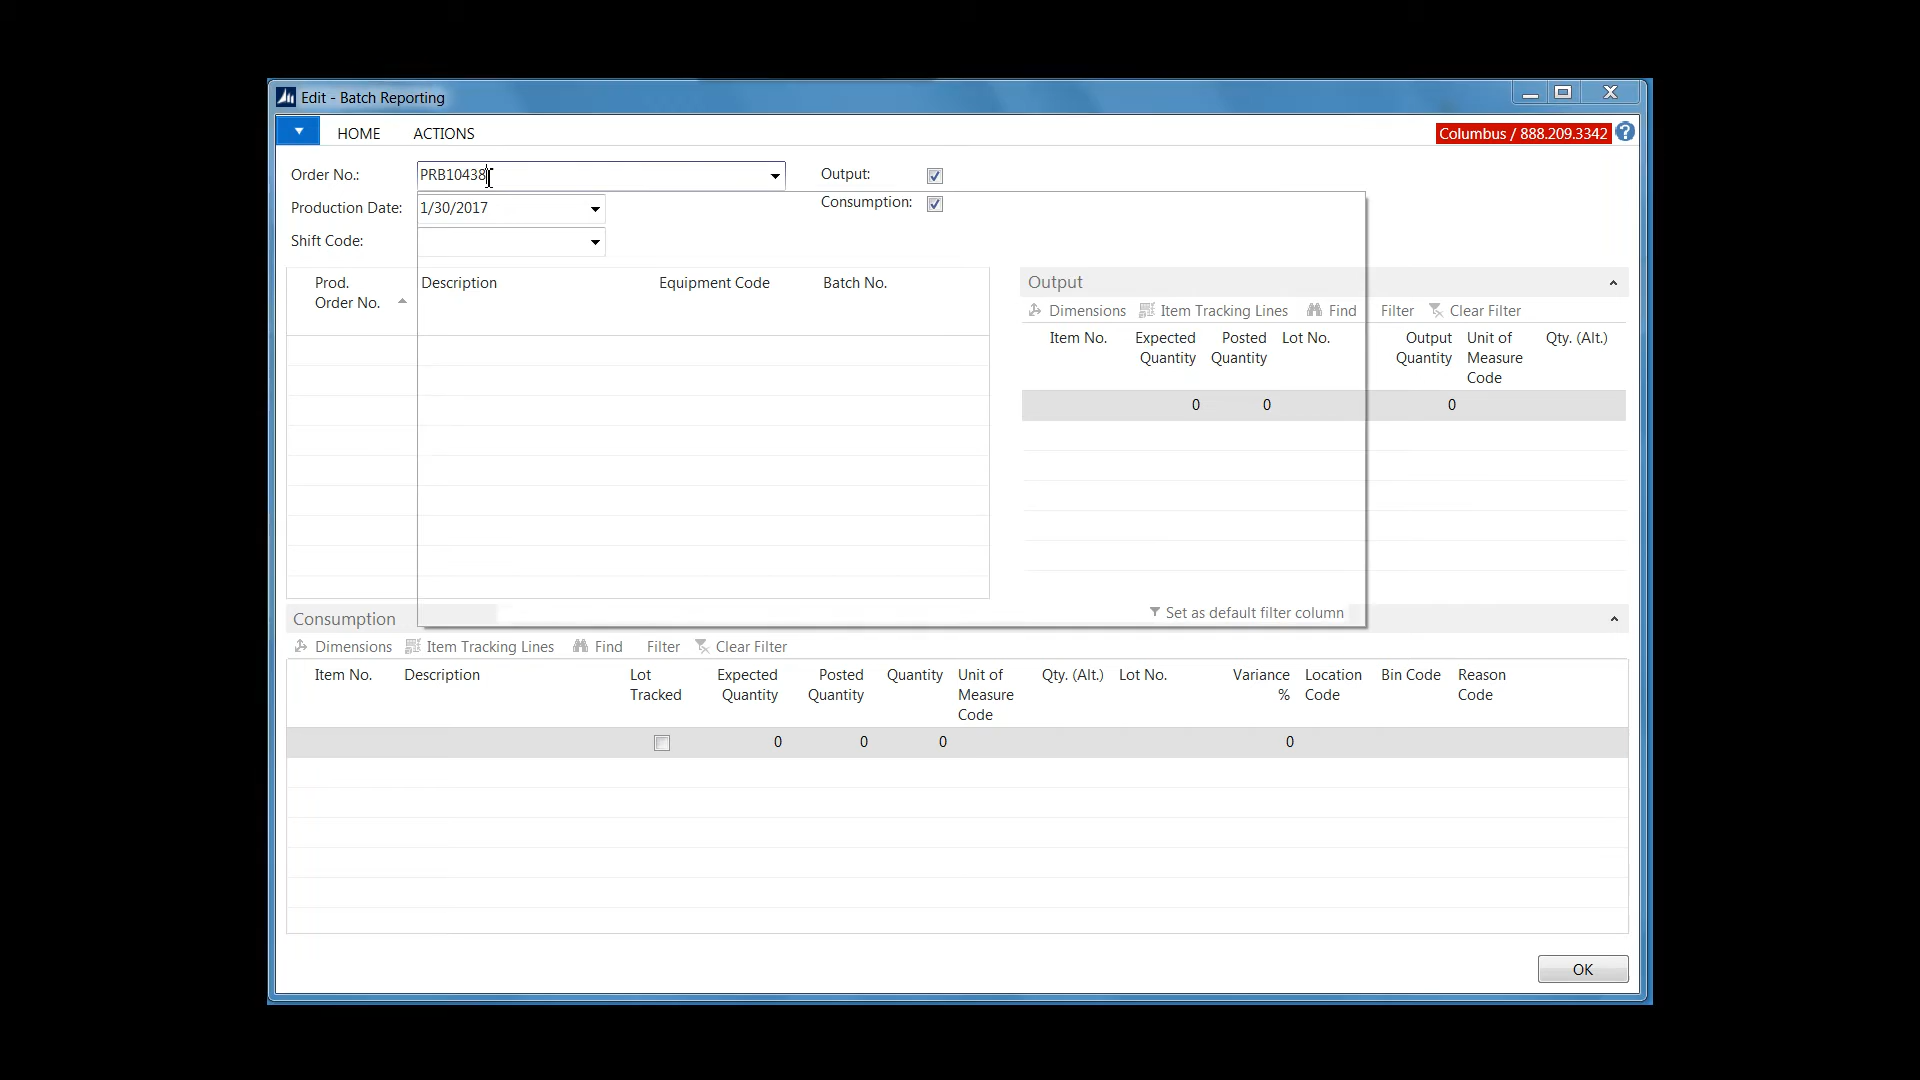 Edit - Batch Reporting
HOME ACTIONS Columbus / 888.209.3342 ?
Order No.: PRB10438 Output:
Production Date: 1/30/2017 Consumption:
Shift Code:
Prod. Order No. Description Equipment Code Batch No.
Output
Dimensions Item Tracking Lines Find Filter Clear Filter
Item No. Expected Quantity Posted Quantity Lot No. Output Quantity Unit of Measure Code Qty. (Alt.)
0 0 0
Set as default filter column
Consumption
Dimensions Item Tracking Lines Find Filter Clear Filter
Item No. Description Lot Tracked Expected Quantity Posted Quantity Quantity Unit of Measure Code Qty. (Alt.) Lot No. Variance % Location Code Bin Code Reason Code
0 0 0 0
OK